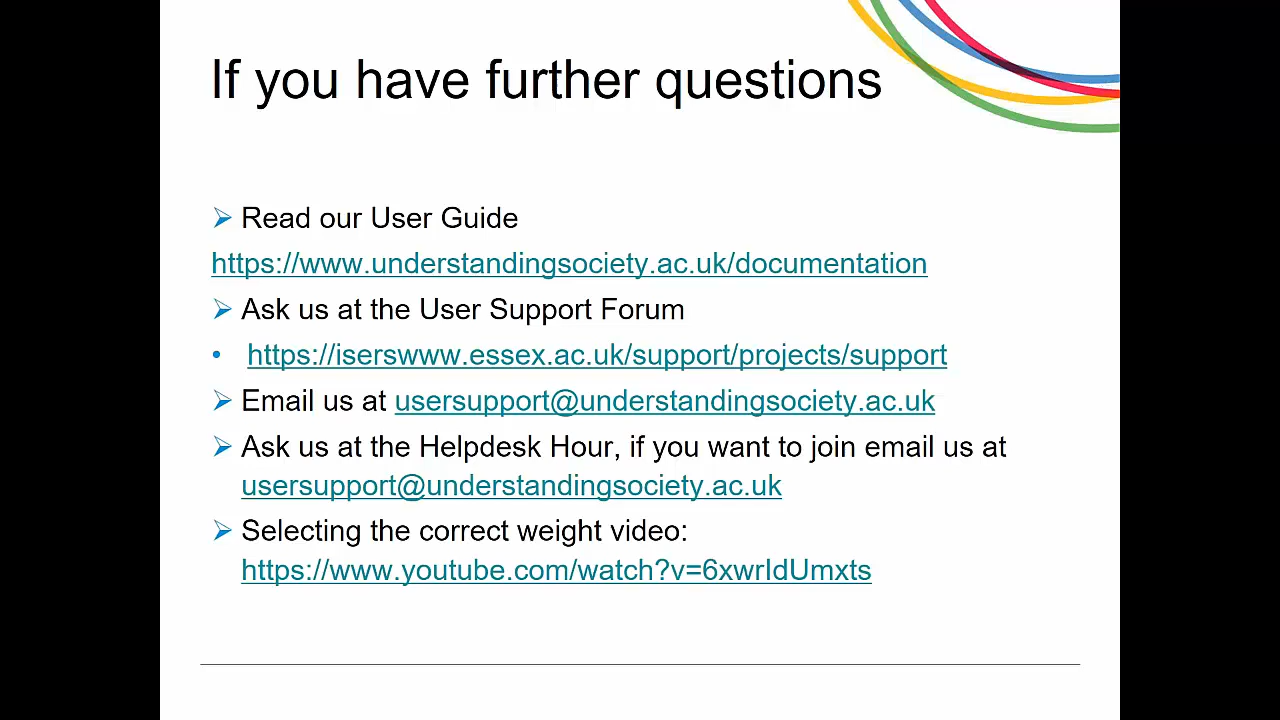 If you have further questions
Read our User Guide
https://www.understandingsociety.ac.uk/documentation
Ask us at the User Support Forum
https://iserswww.essex.ac.uk/support/projects/support
Email us at usersupport@understandingsociety.ac.uk
Ask us at the Helpdesk Hour, if you want to join email us at
usersupport@understandingsociety.ac.uk
Selecting the correct weight video:
https://www.youtube.com/watch?v=6xwrIdUmxts